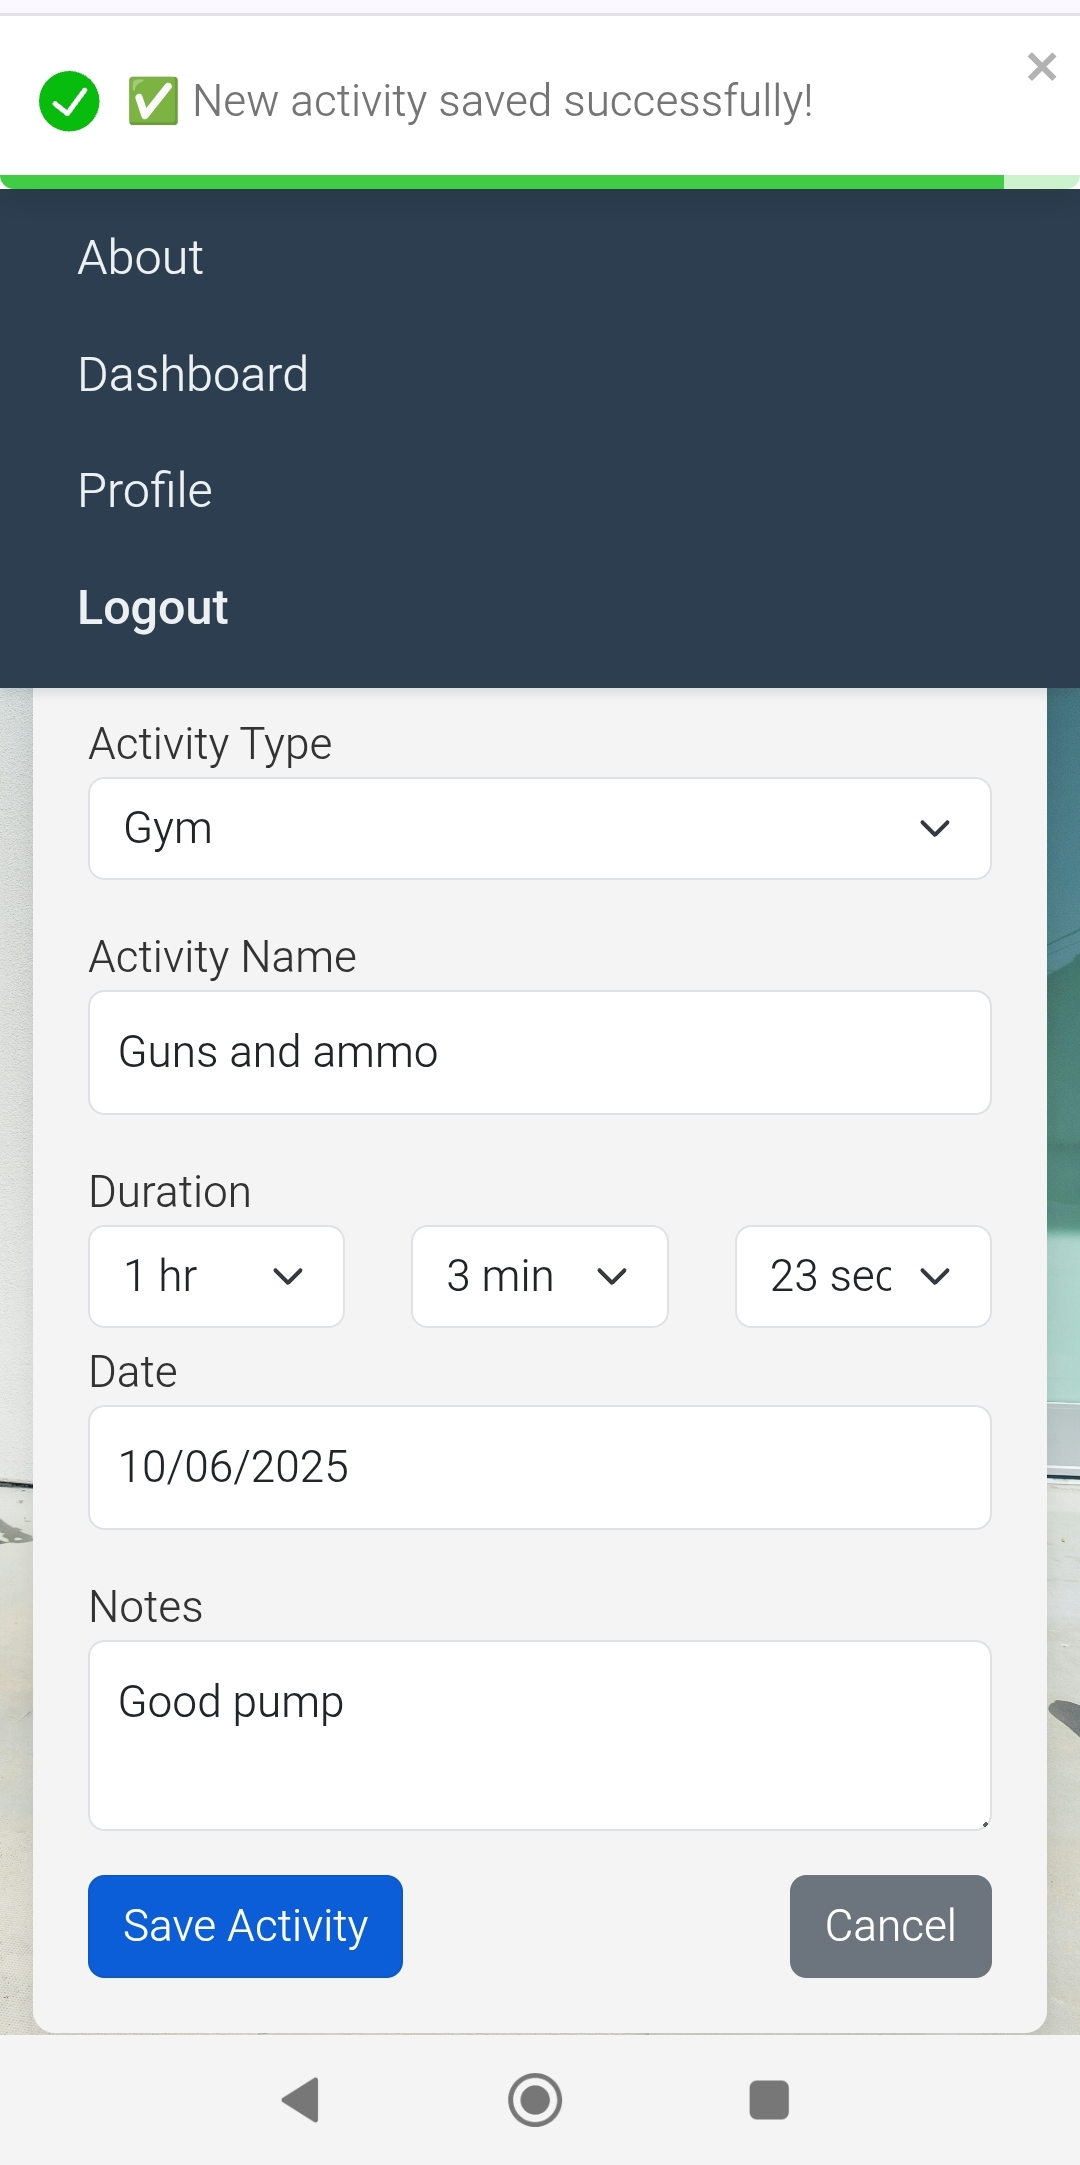 ✅ New activity saved successfully!
About
Dashboard
Profile
Logout
Activity Type
Gym
Activity Name
Guns and ammo
Duration
1 hr 3 min 23 sec
Date
10/06/2025
Notes
Good pump
Save Activity Cancel